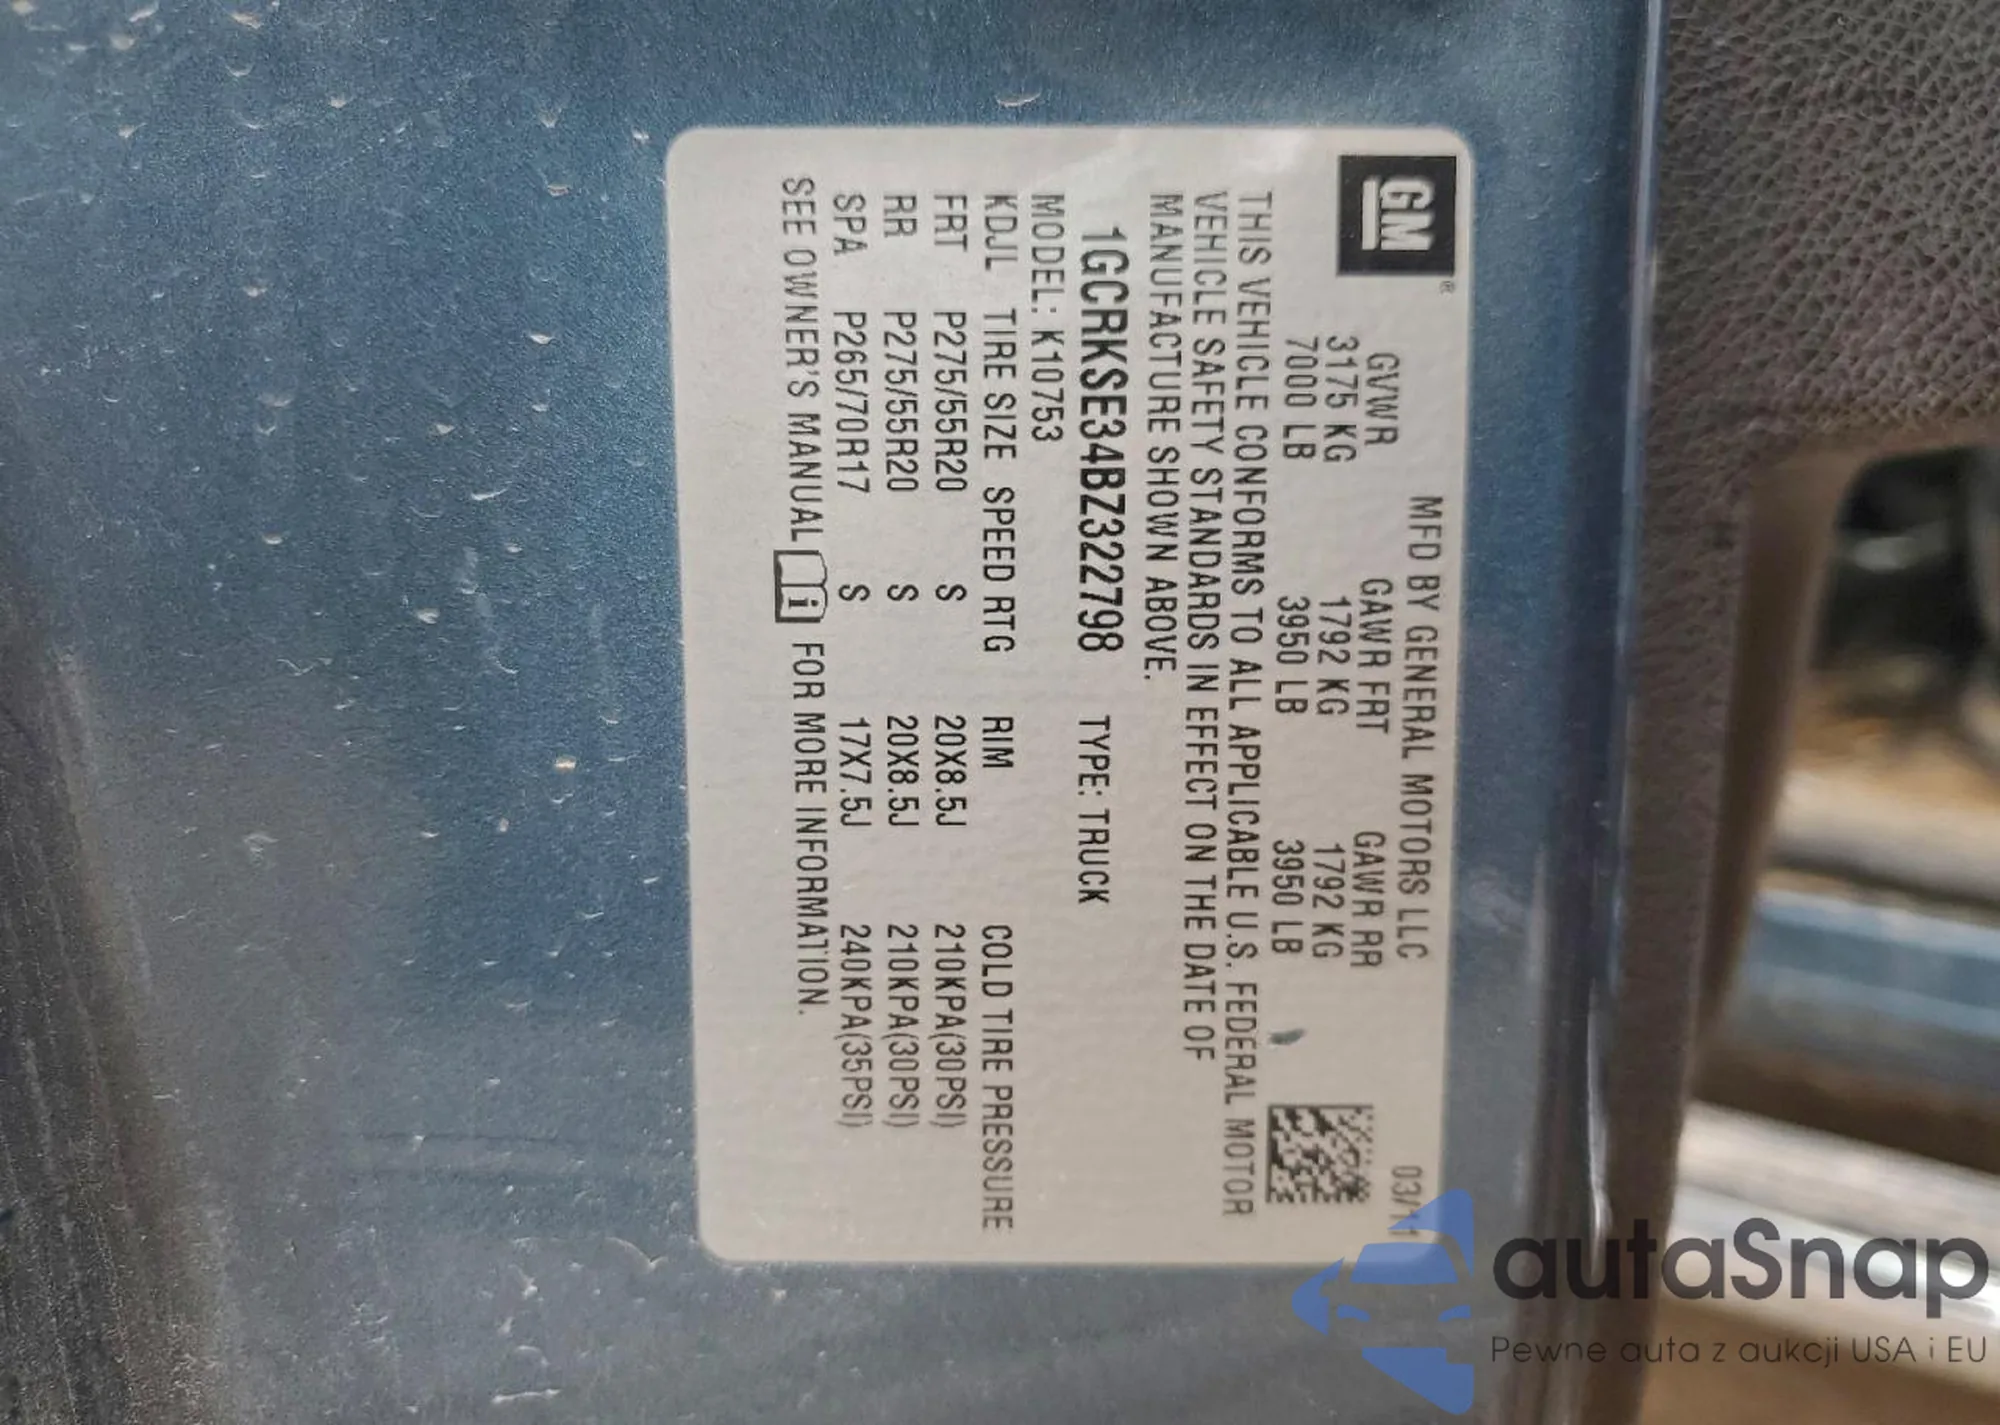 GM®
MFD BY GENERAL MOTORS LLC 03/11
GVWR GAWR FRT GAWR RR
3175 KG 1792 KG 1792 KG
7000 LB 3950 LB 3950 LB
THIS VEHICLE CONFORMS TO ALL APPLICABLE U.S. FEDERAL MOTOR
VEHICLE SAFETY STANDARDS IN EFFECT ON THE DATE OF
MANUFACTURE SHOWN ABOVE.
1GCRKSE34BZ322798 TYPE: TRUCK
MODEL: K10753
KDJL TIRE SIZE SPEED RTG RIM COLD TIRE PRESSURE
FRT P275/55R20 S 20X8.5J 210KPA(30PSI)
RR P275/55R20 S 20X8.5J 210KPA(30PSI)
SPA P265/70R17 S 17X7.5J 240KPA(35PSI)
SEE OWNER'S MANUAL i FOR MORE INFORMATION.
autaSnap
Pewne auta z aukcji USA i EU